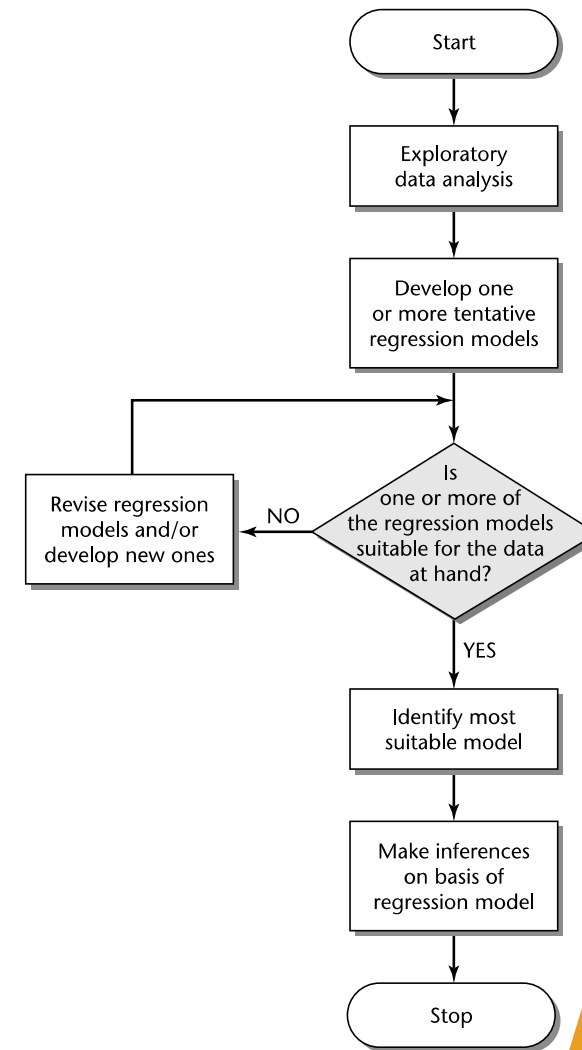 Start
Exploratory
data analysis
Develop one
or more tentative
regression models
Is
one or more of
the regression models
suitable for the data
at hand?
NO
Revise regression
models and/or
develop new ones
YES
Identify most
suitable model
Make inferences
on basis of
regression model
Stop